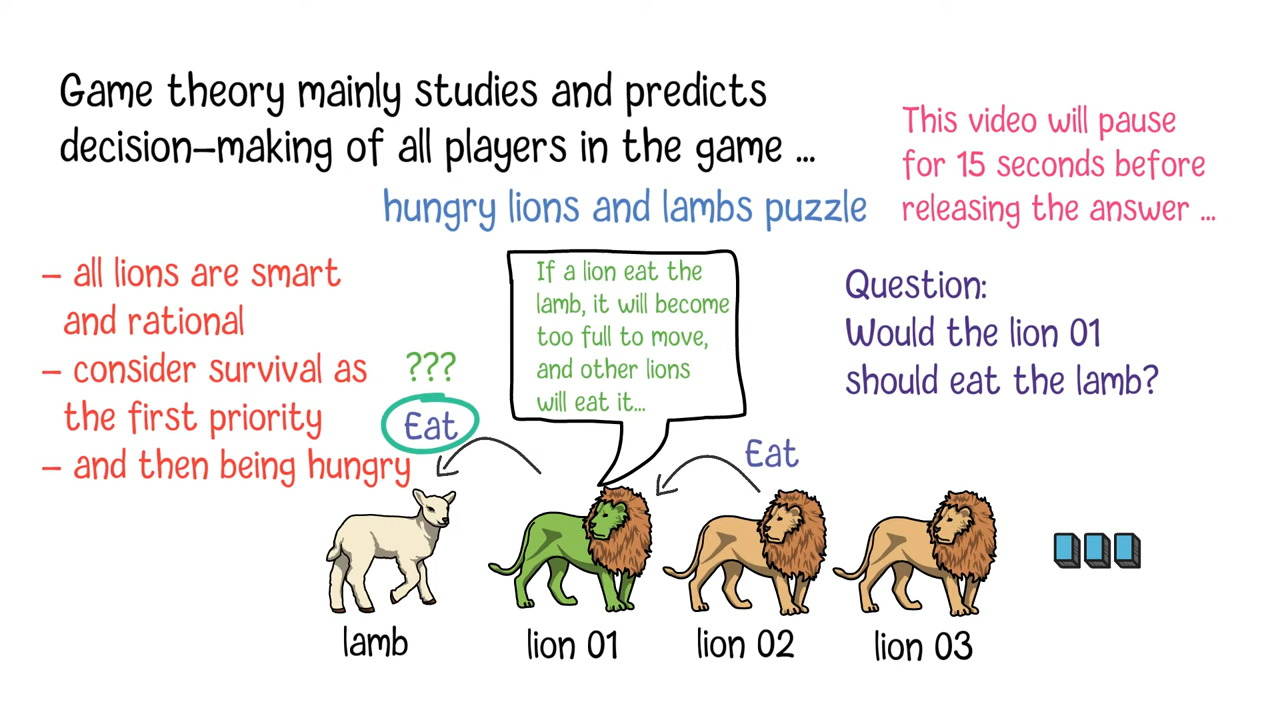 Game theory mainly studies and predicts
decision-making of all players in the game ...
hungry lions and lambs puzzle
This video will pause
for 15 seconds before
releasing the answer ...
- all lions are smart
and rational
- consider survival as
the first priority
- and then being hungry
???
Eat
If a lion eat the
lamb, it will become
too full to move,
and other lions
will eat it...
Eat
Question:
Would the lion 01
should eat the lamb?
lamb
lion 01
lion 02
lion 03